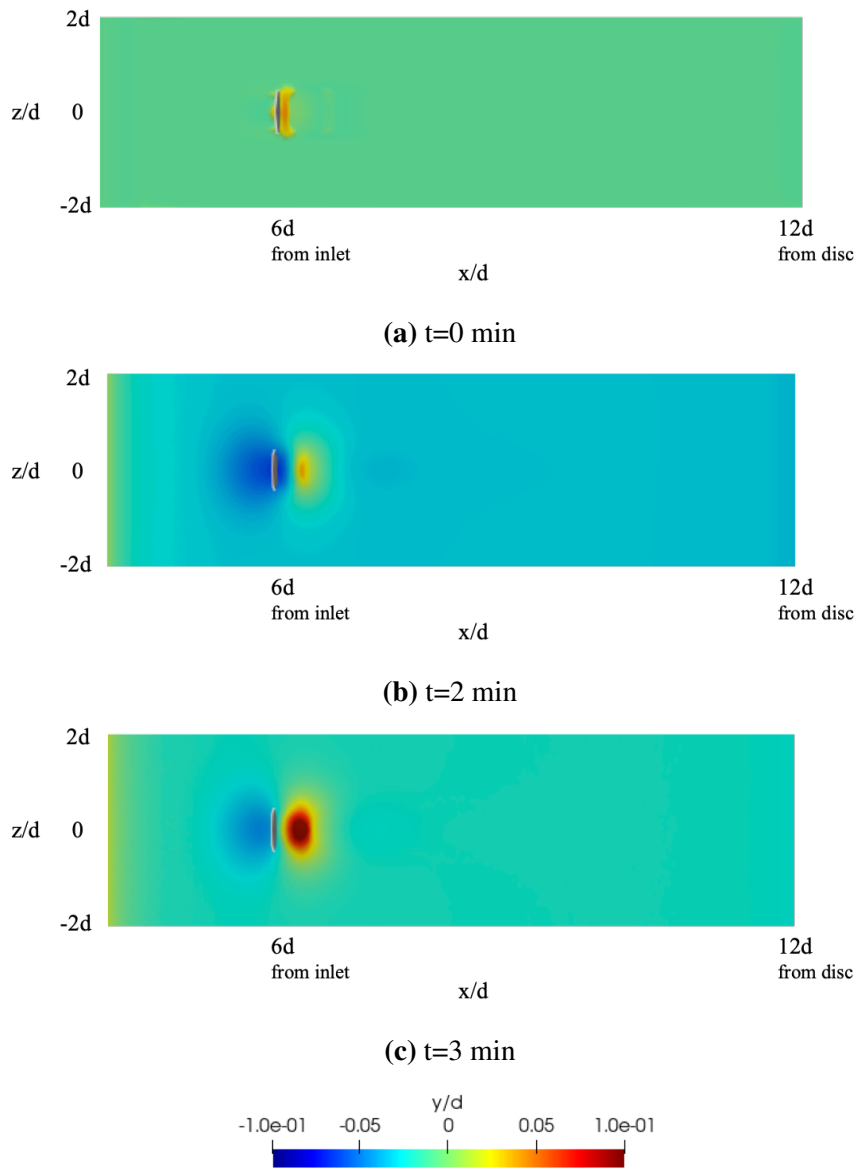 2d
z/d 0
-2d
6d 12d
from inlet from disc
x/d
(a) t=0 min
2d
z/d 0
-2d
6d 12d
from inlet from disc
x/d
(b) t=2 min
2d
z/d 0
-2d
6d 12d
from inlet from disc
x/d
(c) t=3 min
y/d
-1.0e-01 -0.05 0 0.05 1.0e-01